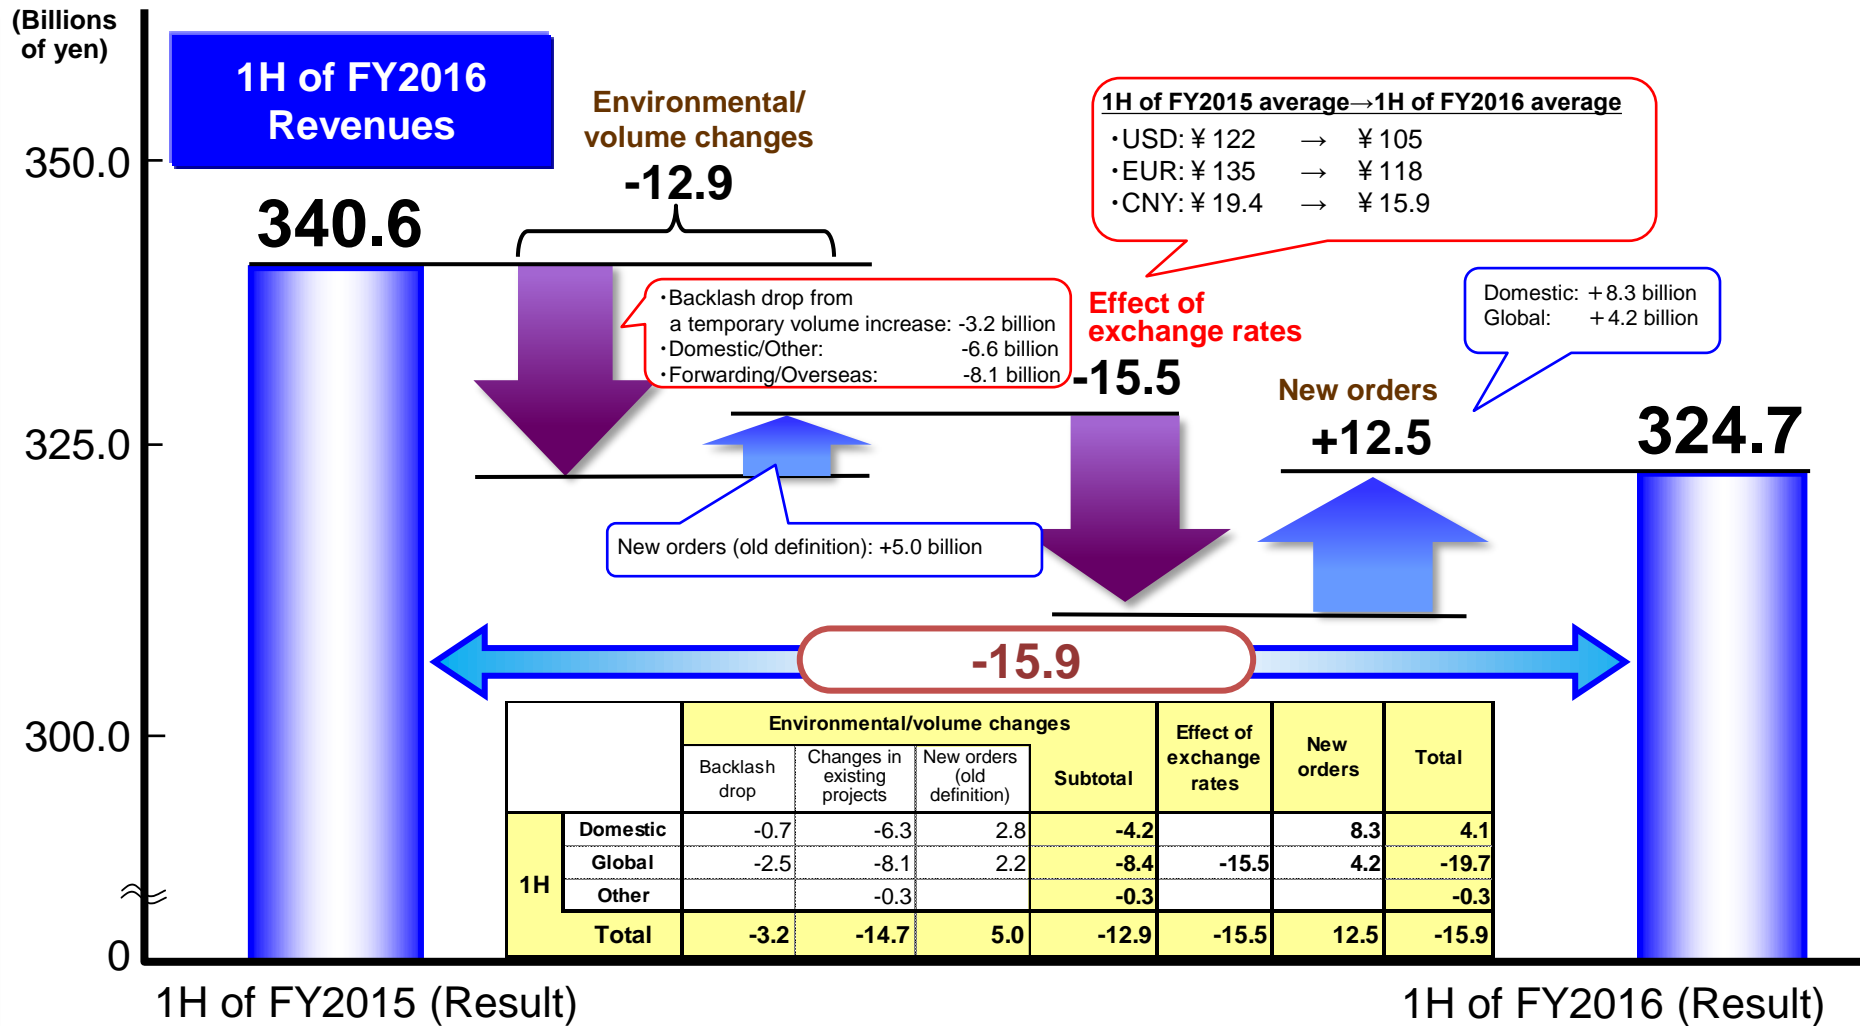 (Billions
of yen)
1H of FY2016
Revenues
350.0
325.0
300.0
0
340.6
Environmental/
volume changes
-12.9
1H of FY2015 average→1H of FY2016 average
・USD: ¥ 122 → ¥ 105
・EUR: ¥ 135 → ¥ 118
・CNY: ¥ 19.4 → ¥ 15.9
・Backlash drop from
a temporary volume increase: -3.2 billion
・Domestic/Other: -6.6 billion
・Forwarding/Overseas: -8.1 billion
Effect of
exchange rates
-15.5
Domestic: +8.3 billion
Global: +4.2 billion
New orders
+12.5
324.7
New orders (old definition): +5.0 billion
-15.9
Environmental/volume changes
Effect of
exchange
rates
New
orders
Total
Backlash
drop
Changes in
existing
projects
New orders
(old
definition)
Subtotal
1H
Domestic -0.7 -6.3 2.8 -4.2 8.3 4.1
Global -2.5 -8.1 2.2 -8.4 -15.5 4.2 -19.7
Other -0.3 -0.3 -0.3
Total -3.2 -14.7 5.0 -12.9 -15.5 12.5 -15.9
1H of FY2015 (Result)
1H of FY2016 (Result)